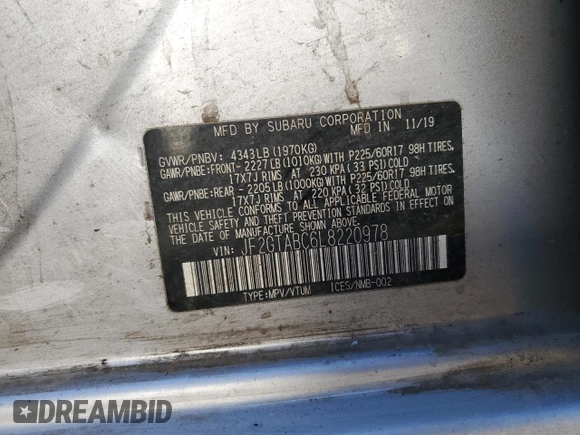 MFD BY SUBARU CORPORATION
MFD IN 11/19
GVWR/PNBV: 4343LB(1970KG)
GAWR/PNBE:FRONT- 2227LB(1010KG)WITH P225/60R17 98H TIRES.
17X7J RIMS AT 230 KPA(33 PSI)COLD
GAWR/PNBE:REAR - 2205LB(1000KG)WITH P225/60R17 98H TIRES.
17X7J RIMS AT 220 KPA(32 PSI)COLD
THIS VEHICLE CONFORMS TO ALL APPLICABLE FEDERAL MOTOR
VEHICLE SAFETY AND THEFT PREVENTION STANDARDS IN EFFECT
ON THE DATE OF MANUFACTURE SHOWN ABOVE.
VIN: JF2GTABC6L8220978
TYPE:MPV/VTUM ICES/NMB-002
DREAMBID